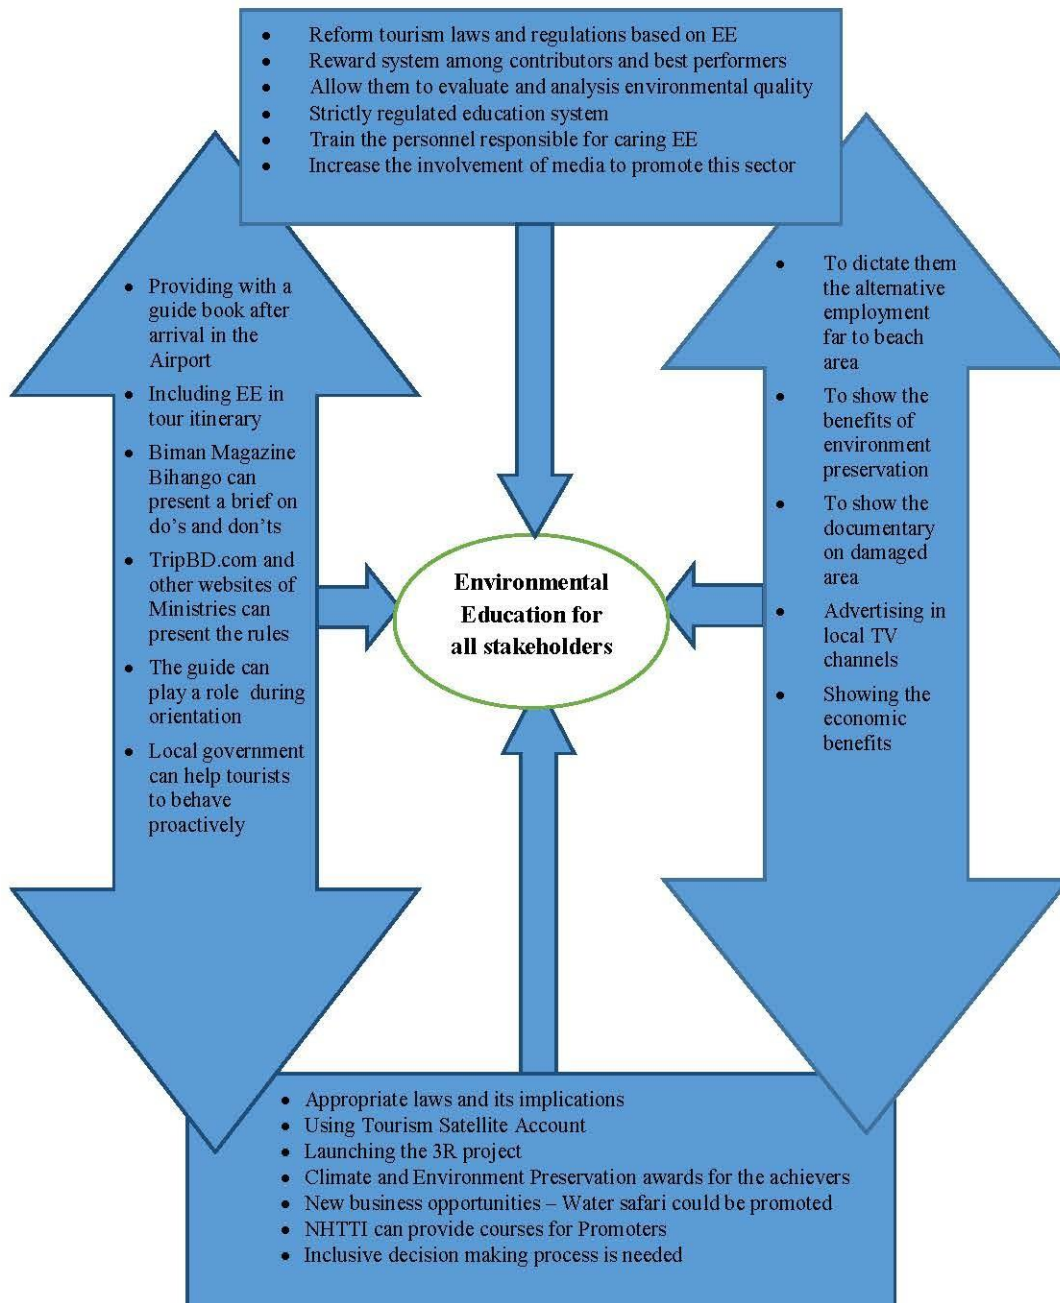 • Reform tourism laws and regulations based on EE
• Reward system among contributors and best performers
• Allow them to evaluate and analysis environmental quality
• Strictly regulated education system
• Train the personnel responsible for caring EE
• Increase the involvement of media to promote this sector
• Providing with a
guide book after
arrival in the
Airport
• Including EE in
tour itinerary
• Biman Magazine
Bihango can
present a brief on
do's and don'ts
• TripBD.com and
other websites of
Ministries can
present the rules
• The guide can
play a role during
orientation
• Local government
can help tourists
to behave
proactively
Environmental
Education for
all stakeholders
• To dictate them
the alternative
employment
far to beach
area
• To show the
benefits of
environment
preservation
• To show the
documentary
on damaged
area
• Advertising in
local TV
channels
• Showing the
economic
benefits
• Appropriate laws and its implications
• Using Tourism Satellite Account
• Launching the 3R project
• Climate and Environment Preservation awards for the achievers
• New business opportunities – Water safari could be promoted
• NHTTI can provide courses for Promoters
• Inclusive decision making process is needed